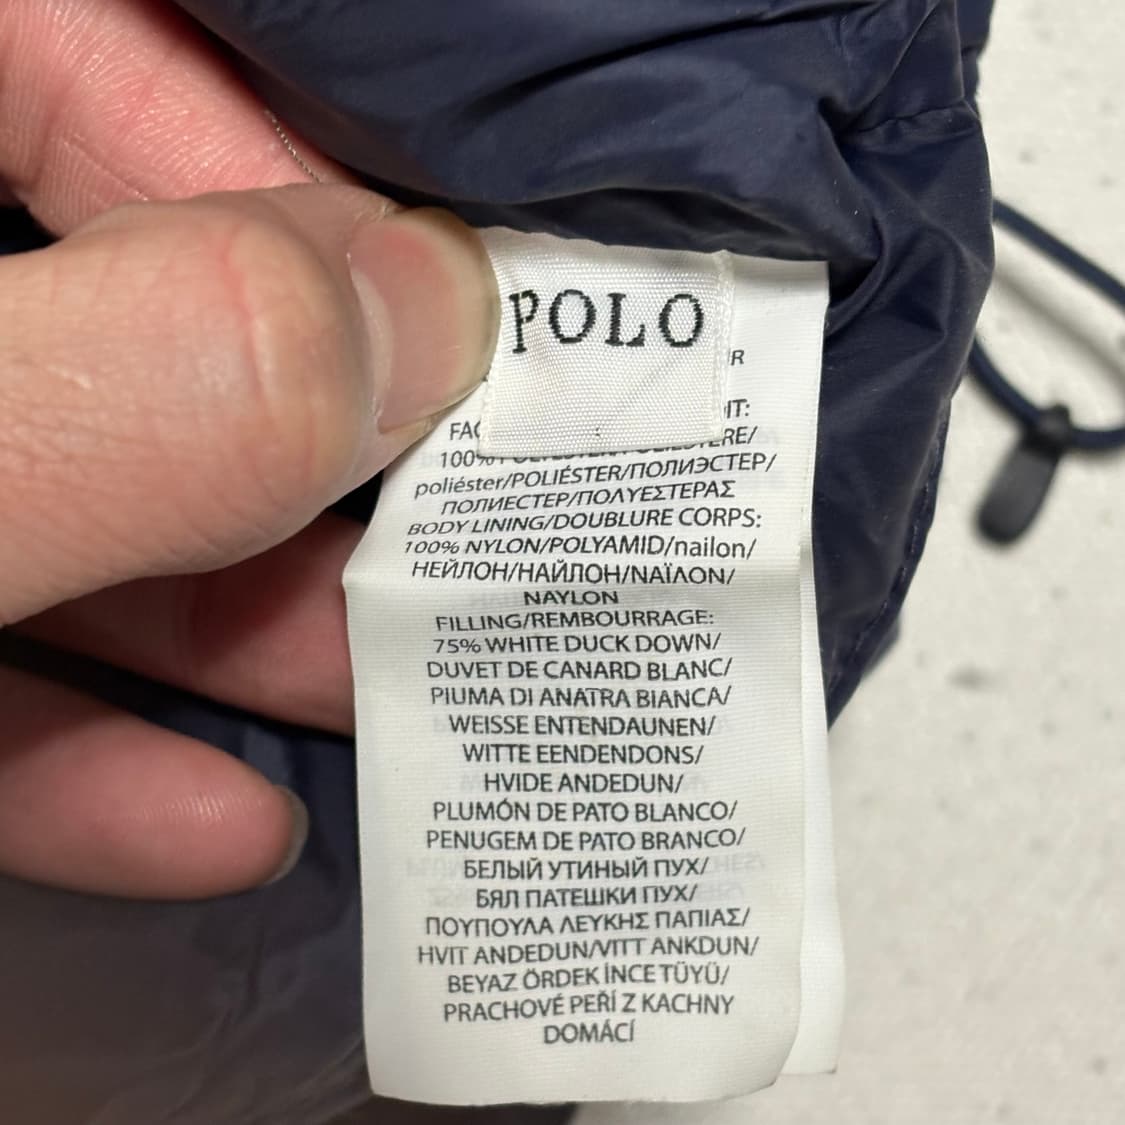 POLO
100%
poliéster/POLIÉSTER/ПОЛИЭСТЕР/
ПОЛИЕСТЕР/ΠΟΛΥΕΣΤΕΡΑΣ
BODY LINING/DOUBLURE CORPS:
100% NYLON/POLYAMID/nailon/
НЕЙЛОН/НАЙЛОН/ΝΑΪΛΟΝ/
NAYLON
FILLING/REMBOURRAGE:
75% WHITE DUCK DOWN/
DUVET DE CANARD BLANC/
PIUMA DI ANATRA BIANCA/
WEISSE ENTENDAUNEN/
WITTE EENDENDONS/
HVIDE ANDEDUN/
PLUMÓN DE PATO BLANCO/
PENUGEM DE PATO BRANCO/
БЕЛЫЙ УТИНЫЙ ПУХ/
БЯЛ ПАТЕШКИ ПУХ/
ΠΟΥΠΟΥΛΑ ΛΕΥΚΗΣ ΠΑΠΙΑΣ/
HVIT ANDEDUN/VITT ANKDUN/
BEYAZ ÖRDEK İNCE TÜYÜ/
PRACHOVÉ PEŘÍ Z KACHNY
DOMÁCÍ